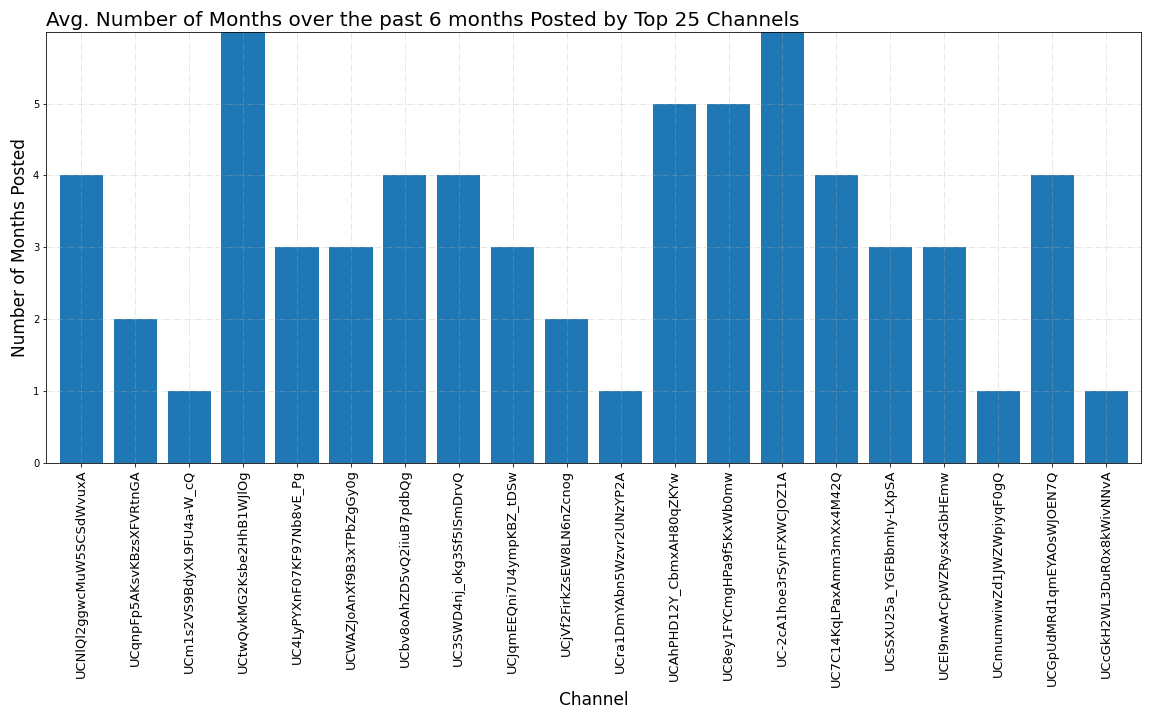 Avg. Number of Months over the past 6 months Posted by Top 25 Channels
Number of Months Posted
5
4
3
2
1
0
UCNlQl2ggwcMuW5SCSdWvuxA
UCqnpFp5AKsvKBzsXFVRtnGA
UCm1s2VS9BdyXL9FU4a-W_cQ
UCtwQvkMG2Ksbe2HhB1WJlOg
UC4LyPYXnF07KF97Nb8vE_Pg
UCWAZJoAnXf9B3xTPbZgGy0g
UCbv8oAhZD5vQ2iiuB7pdbQg
UC3SWD4nj_okg3Sf5ISmDrvQ
UCJqmEEQni7U4ympKBZ_tDSw
UCjVf2FirkZsEW8LN6nZcnog
UCra1DmYAbn5Wzvr2UNzYP2A
UCAhPHD12Y_CbmxAH80qZKYw
UC8ey1FYCmgHPa9f5KxWb0mw
UC-2cA1hoe3rSynFXWCJOZ1A
UC7C14KqLPaxAmm3mXx4M42Q
UCsSXU25a_YGFBbmhy-LXpSA
UCEl9nwArCpWZRysx4GbHEmw
UCnnumwiwZd1JWZWpiyqF0gQ
UCGpUdMRd1qmEYAOsWJOEN7Q
UCcGkH2WL3DuR0x8kWivNNvA
Channel